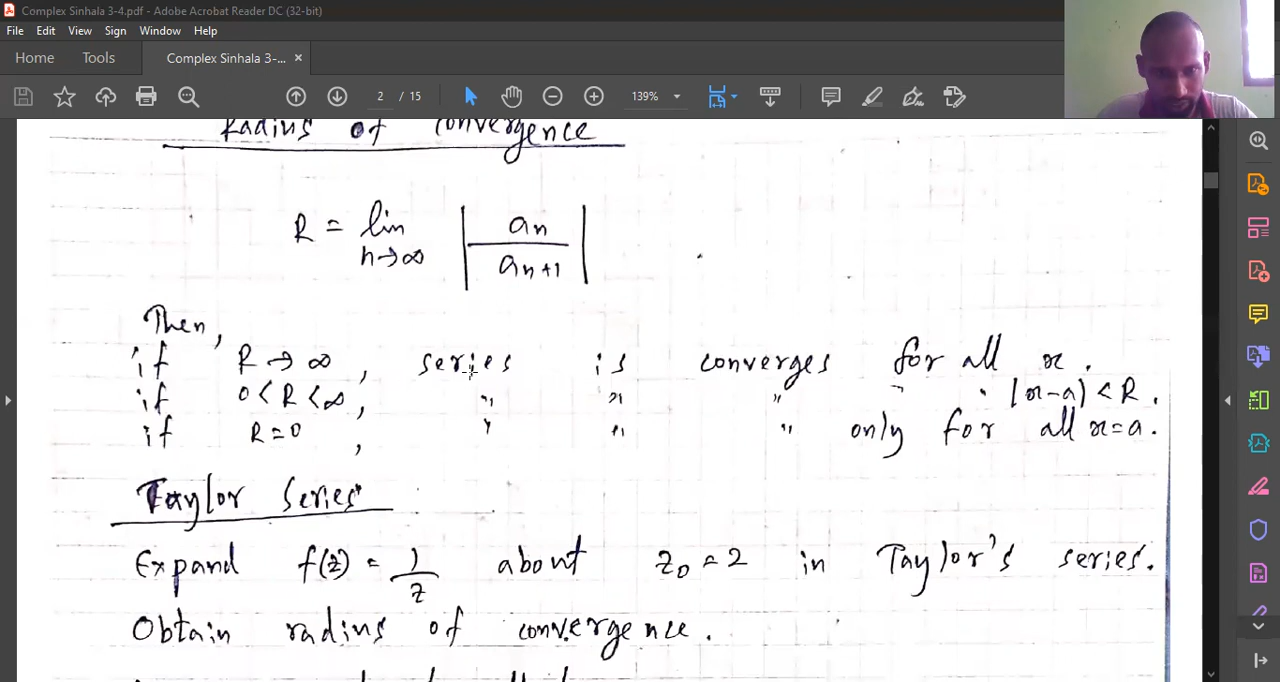 Complex Sinhala 3-4.pdf - Adobe Acrobat Reader DC (32-bit)
File Edit View Sign Window Help
Home Tools Complex Sinhala 3-... ×
2 / 15 139%
Radius of convergence
R = lim n→∞ | an / an+1 |
Then,
if R → ∞, series is converges for all x.
if 0 < R < ∞, " " " " " |x-a| < R.
if R = 0, " " " only for all x=a.
Taylor Series
Expand f(z) = 1/z about z0 = 2 in Taylor's series.
Obtain radius of convergence.